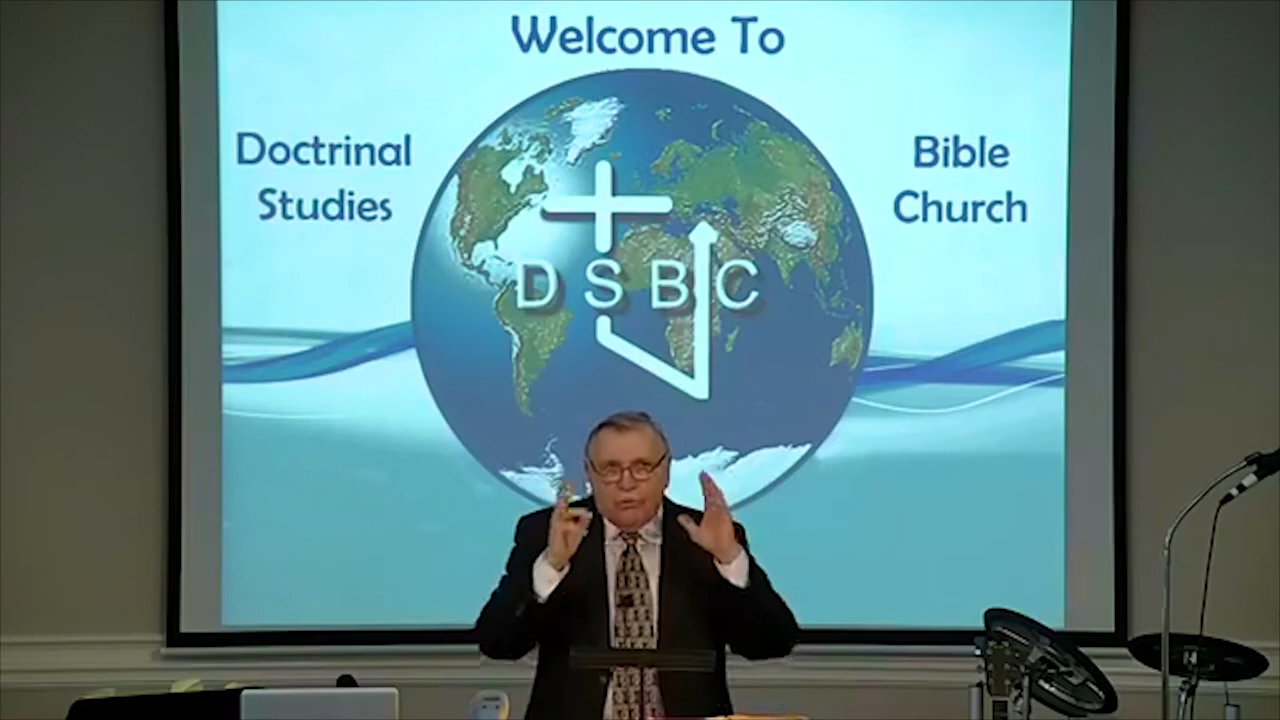 Welcome To
Doctrinal
Studies
Bible
Church
DSBC